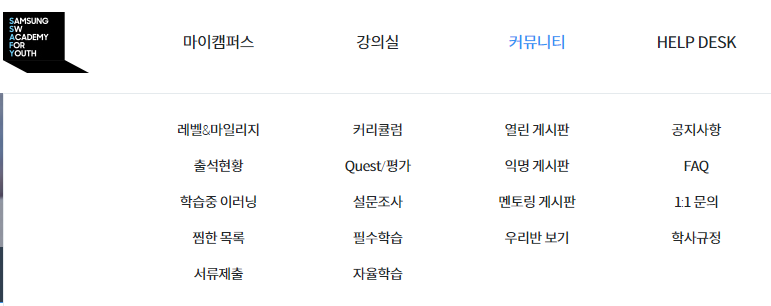 SAMSUNG
SW
ACADEMY
FOR
YOUTH
마이캠퍼스 강의실 커뮤니티 HELP DESK
레벨&마일리지 커리큘럼 열린 게시판 공지사항
출석현황 Quest/평가 익명 게시판 FAQ
학습중 이러닝 설문조사 멘토링 게시판 1:1 문의
찜한 목록 필수학습 우리반 보기 학사규정
서류제출 자율학습